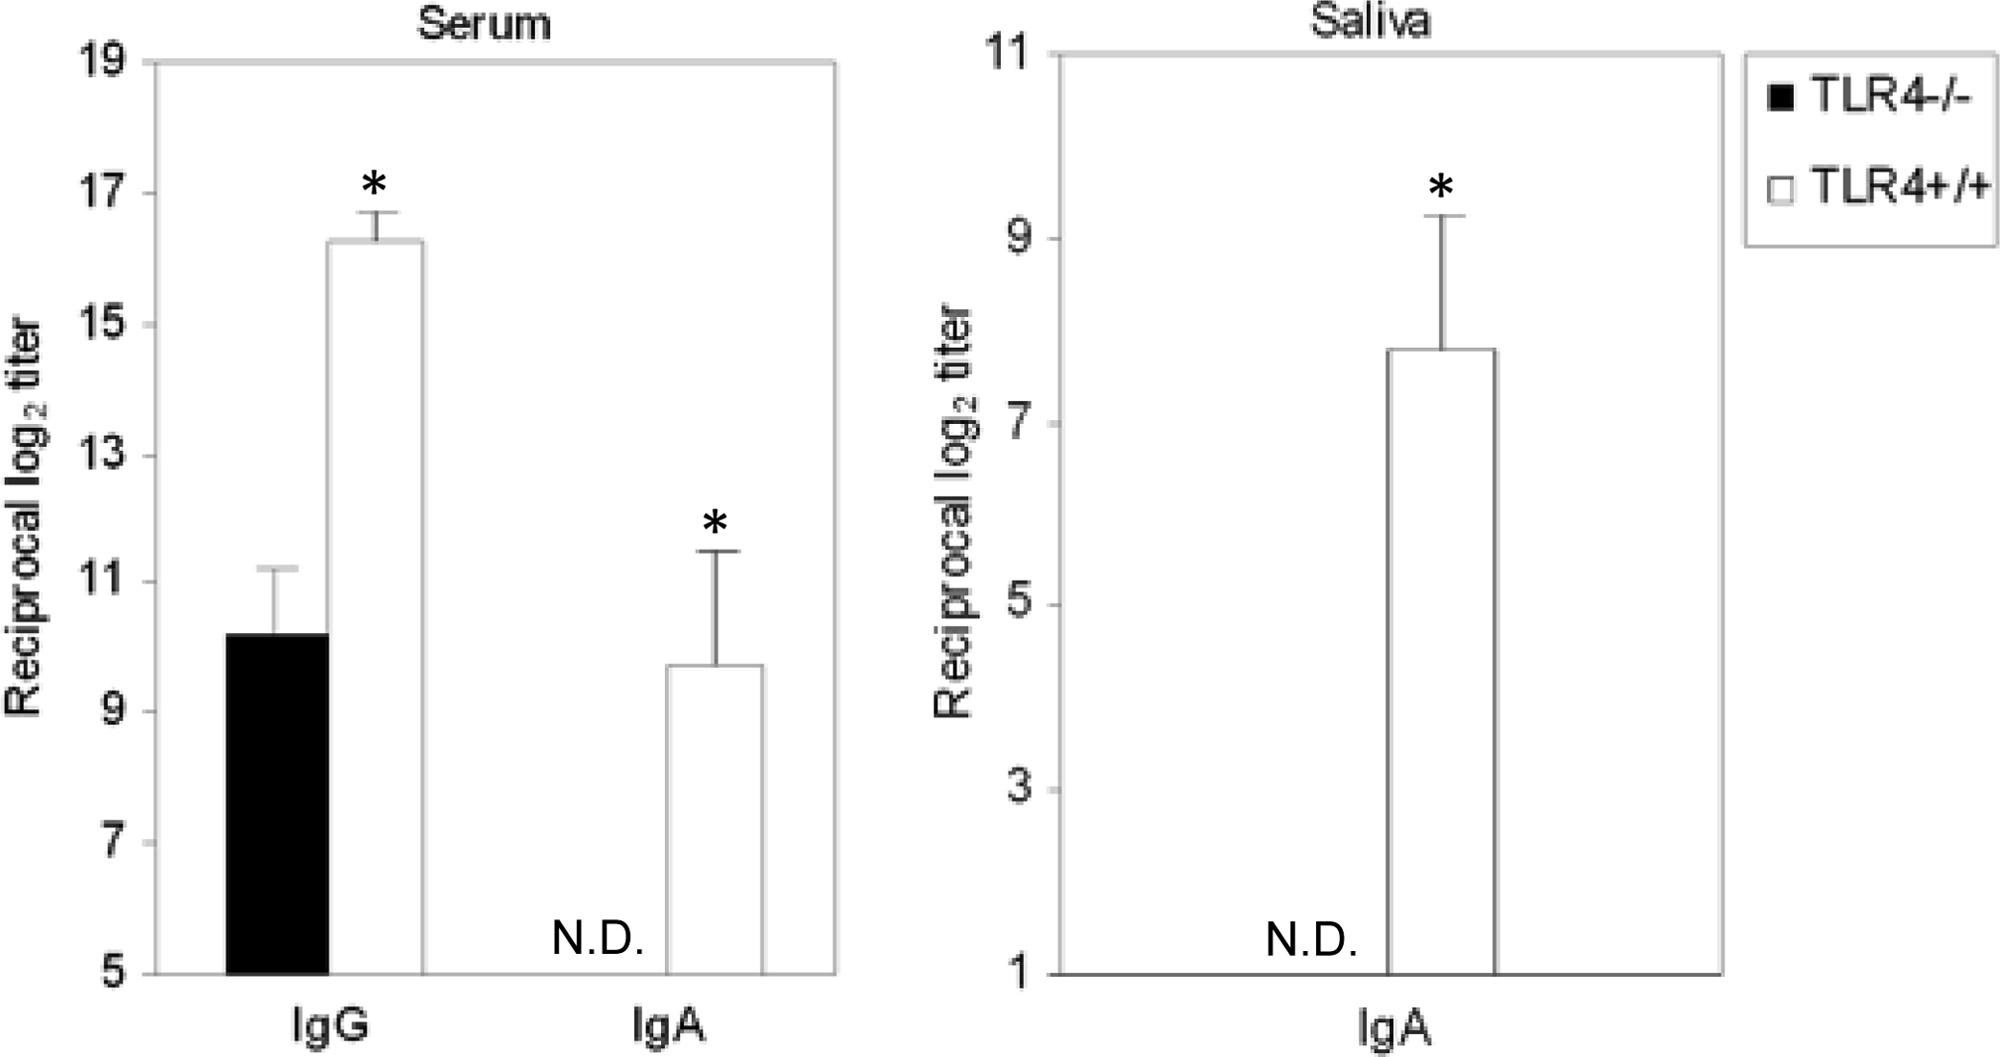 Serum
19
17
15
13
11
9
7
5
Reciprocal log₂ titer
*
*
N.D.
IgG
IgA
Saliva
11
9
7
5
3
1
Reciprocal log₂ titer
*
N.D.
IgA
TLR4-/-
TLR4+/+